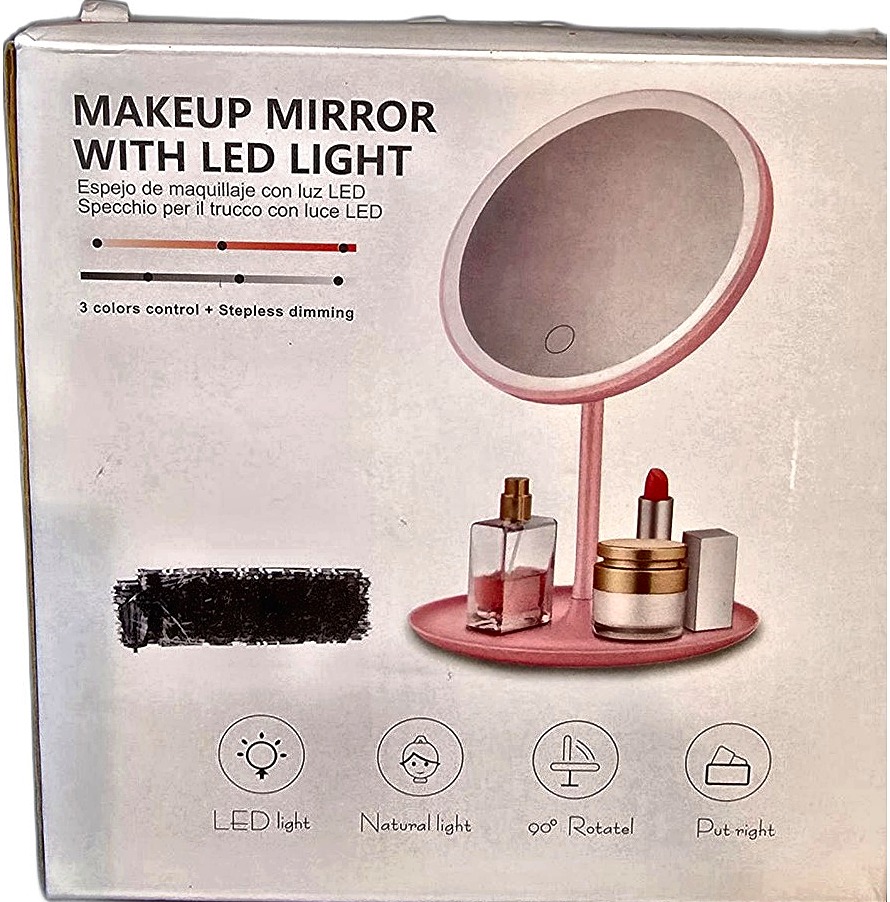 MAKEUP MIRROR
WITH LED LIGHT
Espejo de maquillaje con luz LED
Specchio per il trucco con luce LED
3 colors control + Stepless dimming
LED light
Natural light
90° Rotatel
Put right